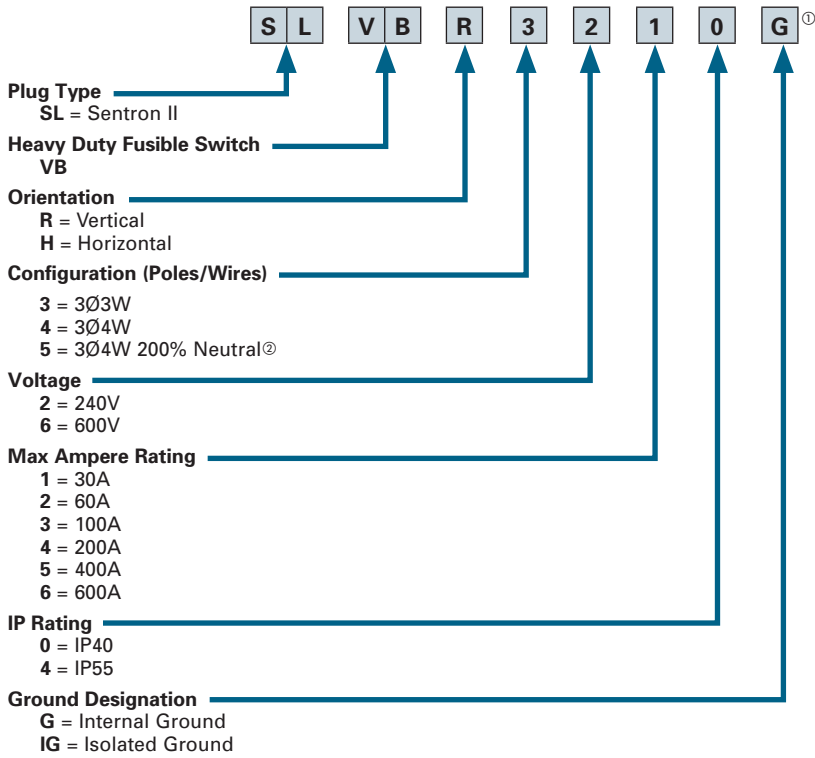 S L V B R 3 2 1 0 G ①
Plug Type
SL = Sentron II
Heavy Duty Fusible Switch
VB
Orientation
R = Vertical
H = Horizontal
Configuration (Poles/Wires)
3 = 3Ø3W
4 = 3Ø4W
5 = 3Ø4W 200% Neutral②
Voltage
2 = 240V
6 = 600V
Max Ampere Rating
1 = 30A
2 = 60A
3 = 100A
4 = 200A
5 = 400A
6 = 600A
IP Rating
0 = IP40
4 = IP55
Ground Designation
G = Internal Ground
IG = Isolated Ground